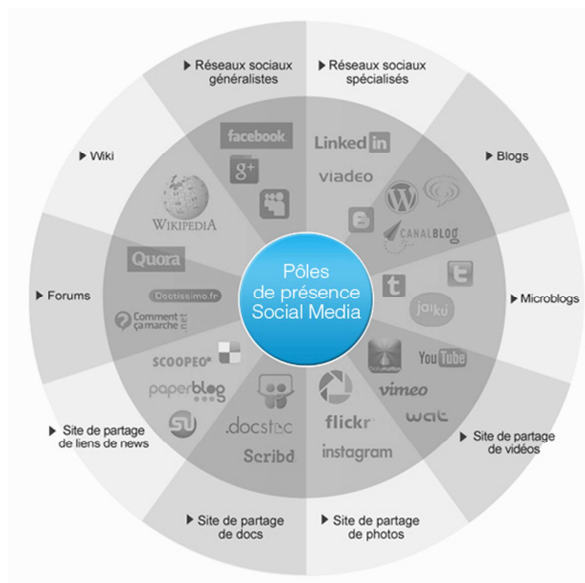 ▶ Réseaux sociaux
généralistes
▶ Réseaux sociaux
spécialisés
▶ Blogs
▶ Microblogs
▶ Site de partage
de vidéos
▶ Site de partage
de photos
▶ Site de partage
de docs
▶ Site de partage
de liens de news
▶ Forums
▶ Wiki
facebook
g+
LinkedIn
viadeo
CANALBLOG
t
t
jaiku
YouTube
vimeo
wat
flickr
instagram
.docstoc
Scribd.
SCOOPEO
paperblog
Quora
Doctissimo.fr
Comment
ça marche .net
WIKIPEDIA
Pôles
de présence
Social Media